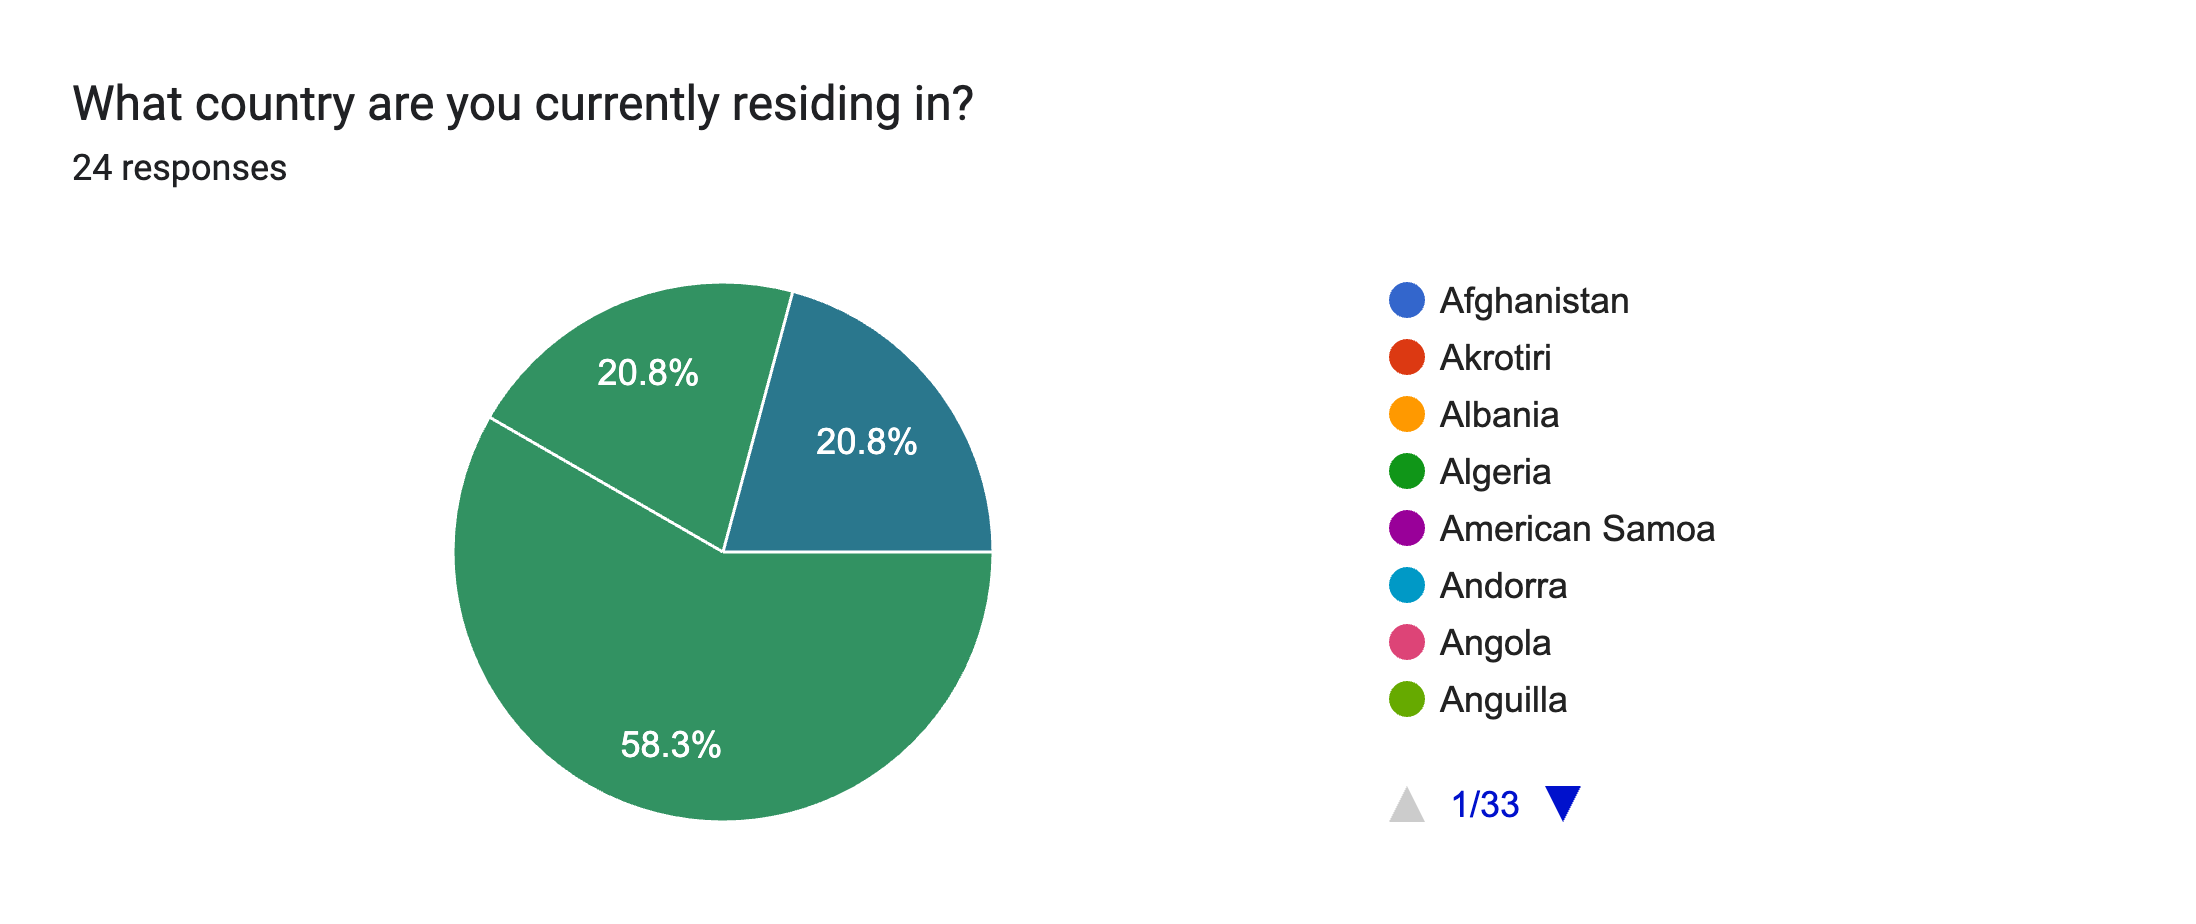 What country are you currently residing in?
24 responses
20.8%
20.8%
58.3%
Afghanistan
Akrotiri
Albania
Algeria
American Samoa
Andorra
Angola
Anguilla
1/33